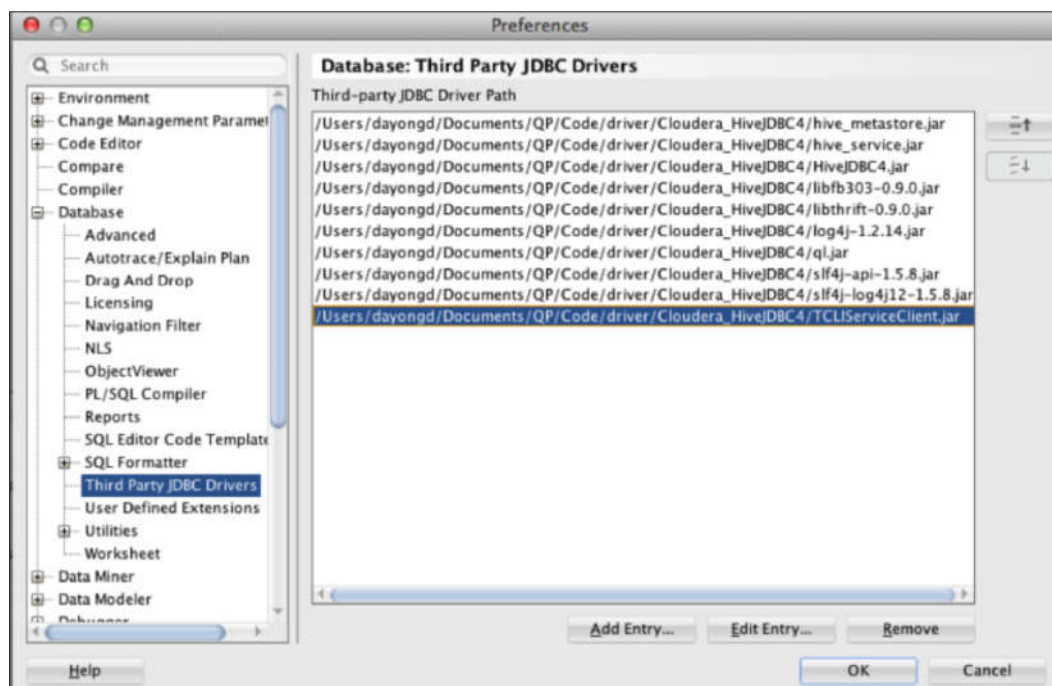 Preferences
Search
Environment
Change Management Paramet
Code Editor
Compare
Compiler
Database
Advanced
Autotrace/Explain Plan
Drag And Drop
Licensing
Navigation Filter
NLS
ObjectViewer
PL/SQL Compiler
Reports
SQL Editor Code Template
SQL Formatter
Third Party JDBC Drivers
User Defined Extensions
Utilities
Worksheet
Data Miner
Data Modeler
Debugger
Database: Third Party JDBC Drivers
Third-party JDBC Driver Path
/Users/dayongd/Documents/QP/Code/driver/Cloudera_HiveJDBC4/hive_metastore.jar
/Users/dayongd/Documents/QP/Code/driver/Cloudera_HiveJDBC4/hive_service.jar
/Users/dayongd/Documents/QP/Code/driver/Cloudera_HiveJDBC4/HiveJDBC4.jar
/Users/dayongd/Documents/QP/Code/driver/Cloudera_HiveJDBC4/libfb303-0.9.0.jar
/Users/dayongd/Documents/QP/Code/driver/Cloudera_HiveJDBC4/libthrift-0.9.0.jar
/Users/dayongd/Documents/QP/Code/driver/Cloudera_HiveJDBC4/log4j-1.2.14.jar
/Users/dayongd/Documents/QP/Code/driver/Cloudera_HiveJDBC4/ql.jar
/Users/dayongd/Documents/QP/Code/driver/Cloudera_HiveJDBC4/slf4j-api-1.5.8.jar
/Users/dayongd/Documents/QP/Code/driver/Cloudera_HiveJDBC4/slf4j-log4j12-1.5.8.jar
/Users/dayongd/Documents/QP/Code/driver/Cloudera_HiveJDBC4/TCLIServiceClient.jar
Add Entry... Edit Entry... Remove
Help OK Cancel